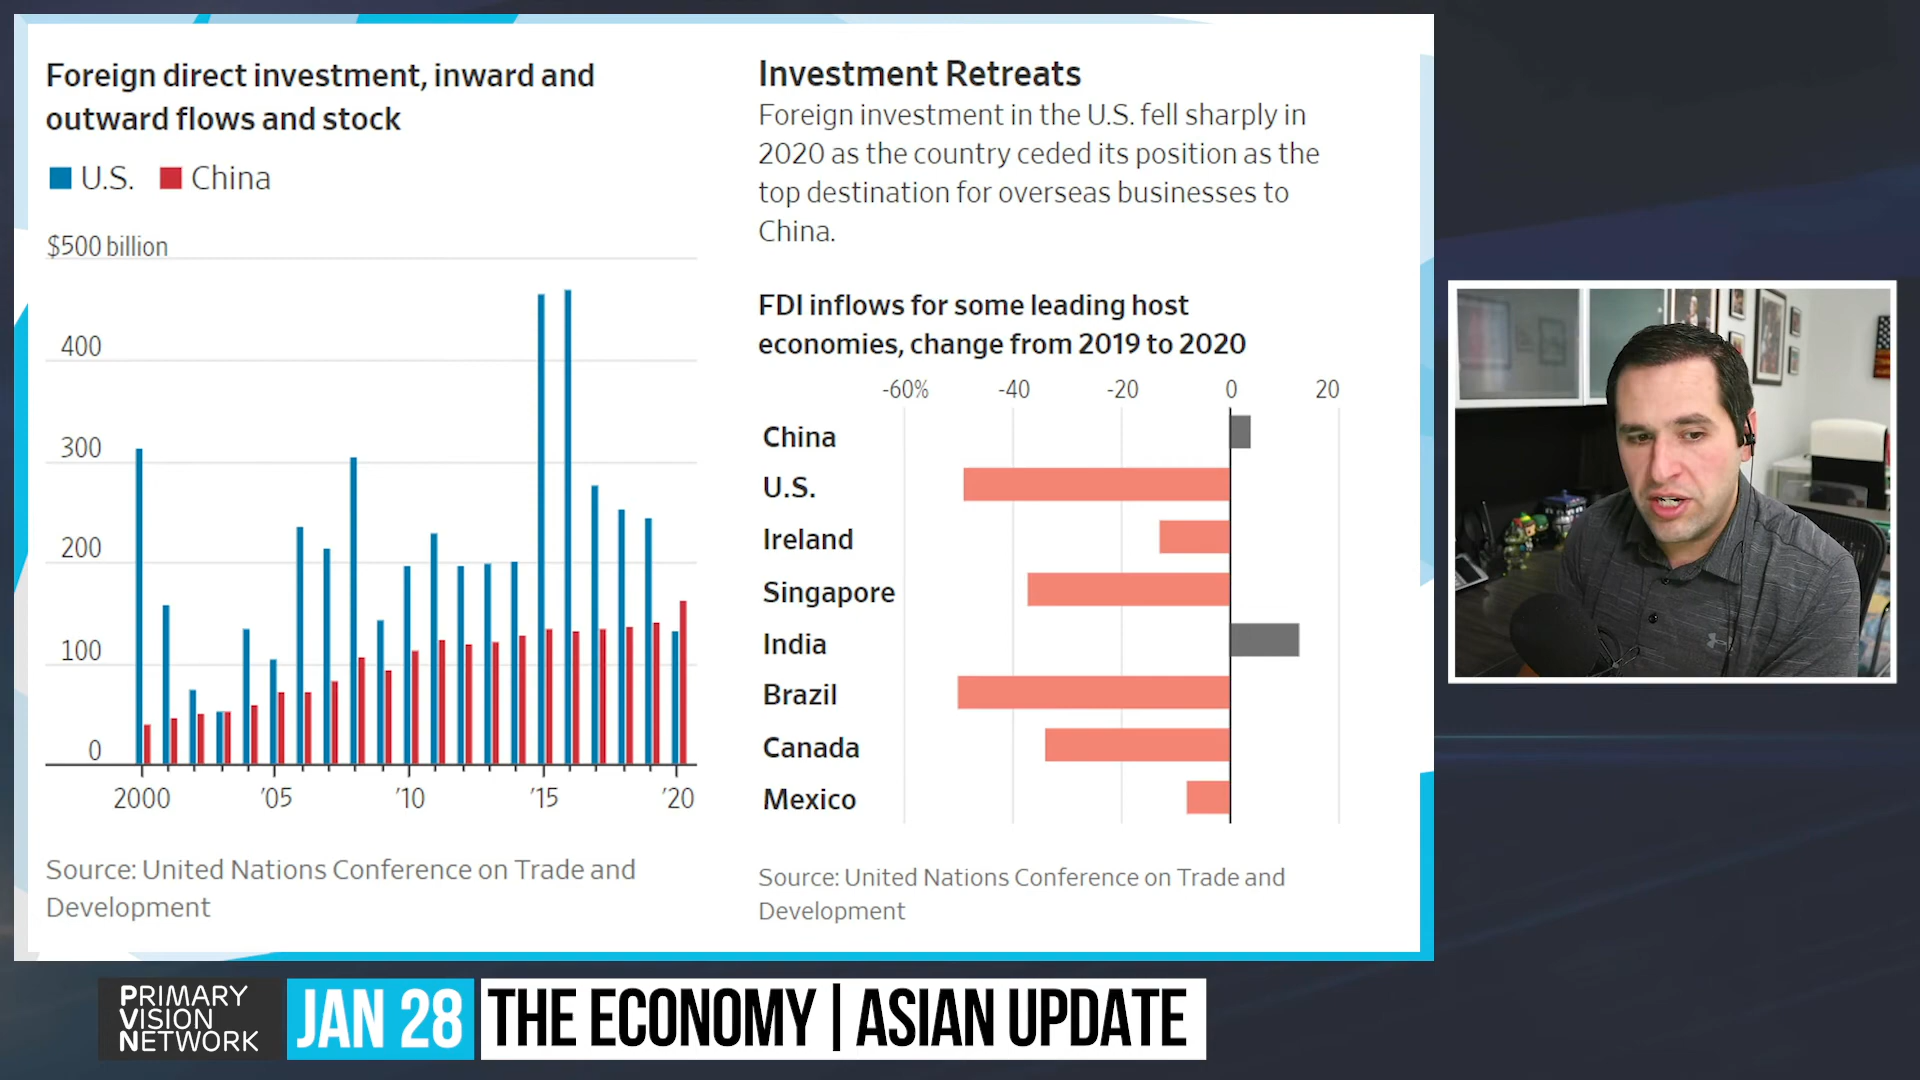 Foreign direct investment, inward and
outward flows and stock
U.S. China
$500 billion
400
300
200
100
0
2000 '05 '10 '15 '20
Source: United Nations Conference on Trade and
Development
Investment Retreats
Foreign investment in the U.S. fell sharply in
2020 as the country ceded its position as the
top destination for overseas businesses to
China.
FDI inflows for some leading host
economies, change from 2019 to 2020
-60% -40 -20 0 20
China
U.S.
Ireland
Singapore
India
Brazil
Canada
Mexico
Source: United Nations Conference on Trade and
Development
PRIMARY
VISION
NETWORK
JAN 28
THE ECONOMY | ASIAN UPDATE